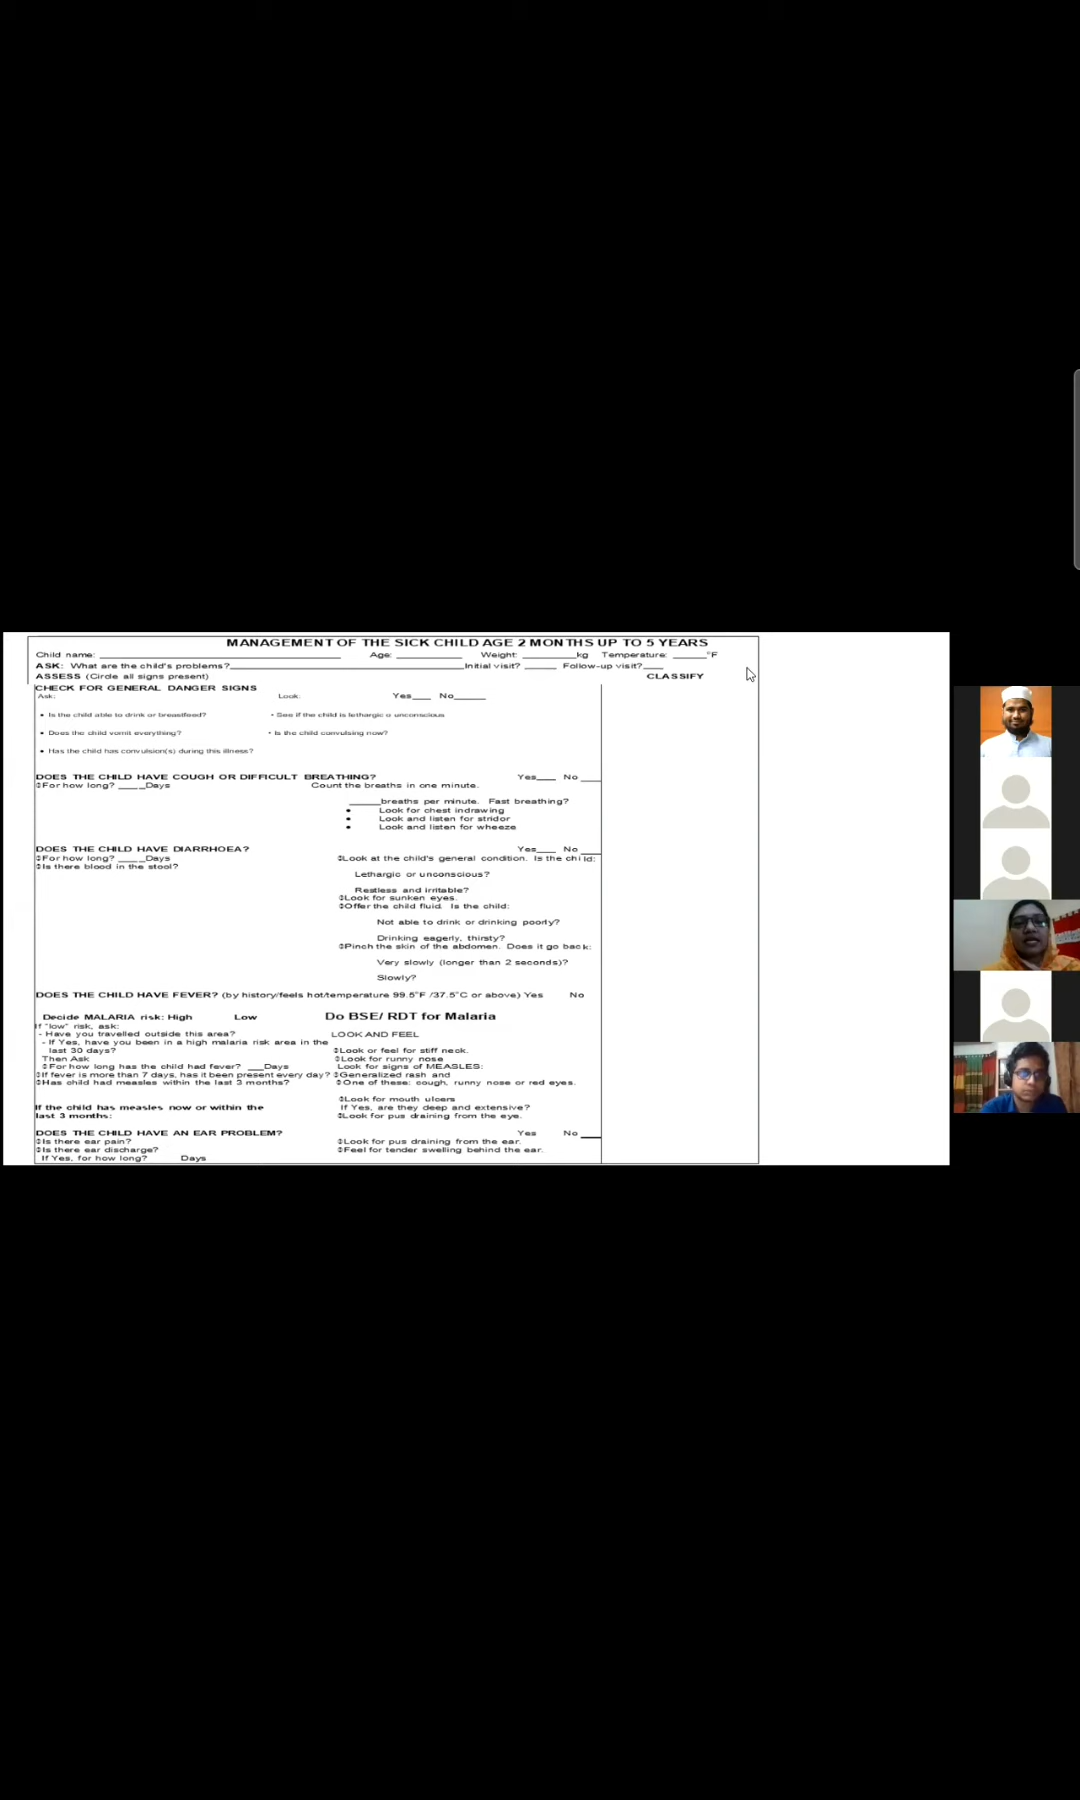 MANAGEMENT OF THE SICK CHILD AGE 2 MONTHS UP TO 5 YEARS
Child name: ____ Age: ____ Weight: ____kg Temperature: ____°F
ASK: What are the child's problems?____Initial visit? ____ Follow-up visit?____
ASSESS (Circle all signs present) CLASSIFY
CHECK FOR GENERAL DANGER SIGNS
Ask: Look: Yes___ No____
• Is the child able to drink or breastfeed? • See if the child is lethargic o unconscious
• Does the child vomit everything? • Is the child convulsing now?
• Has the child has convulsion(s) during this illness?
DOES THE CHILD HAVE COUGH OR DIFFICULT BREATHING? Yes___ No ___
For how long? ____Days Count the breaths in one minute.
____breaths per minute. Fast breathing?
• Look for chest indrawing
• Look and listen for stridor
• Look and listen for wheeze
DOES THE CHILD HAVE DIARRHOEA? Yes___ No ___
For how long? ____Days Look at the child's general condition. Is the child:
Is there blood in the stool?
Lethargic or unconscious?
Restless and irritable?
Look for sunken eyes.
Offer the child fluid. Is the child:
Not able to drink or drinking poorly?
Drinking eagerly, thirsty?
Pinch the skin of the abdomen. Does it go back:
Very slowly (longer than 2 seconds)?
Slowly?
DOES THE CHILD HAVE FEVER? (by history/feels hot/temperature 99.5°F /37.5°C or above) Yes No
Decide MALARIA risk: High Low Do BSE/ RDT for Malaria
If "low" risk, ask:
- Have you travelled outside this area? LOOK AND FEEL
- If Yes, have you been in a high malaria risk area in the
last 30 days? Look or feel for stiff neck.
Then Ask Look for runny nose
For how long has the child had fever? ___Days Look for signs of MEASLES:
If fever is more than 7 days, has it been present every day? Generalized rash and
Has child had measles within the last 3 months? One of these: cough, runny nose or red eyes.
Look for mouth ulcers
If the child has measles now or within the If Yes, are they deep and extensive?
last 3 months: Look for pus draining from the eye.
DOES THE CHILD HAVE AN EAR PROBLEM? Yes No ___
Is there ear pain? Look for pus draining from the ear.
Is there ear discharge? Feel for tender swelling behind the ear.
If Yes, for how long? Days